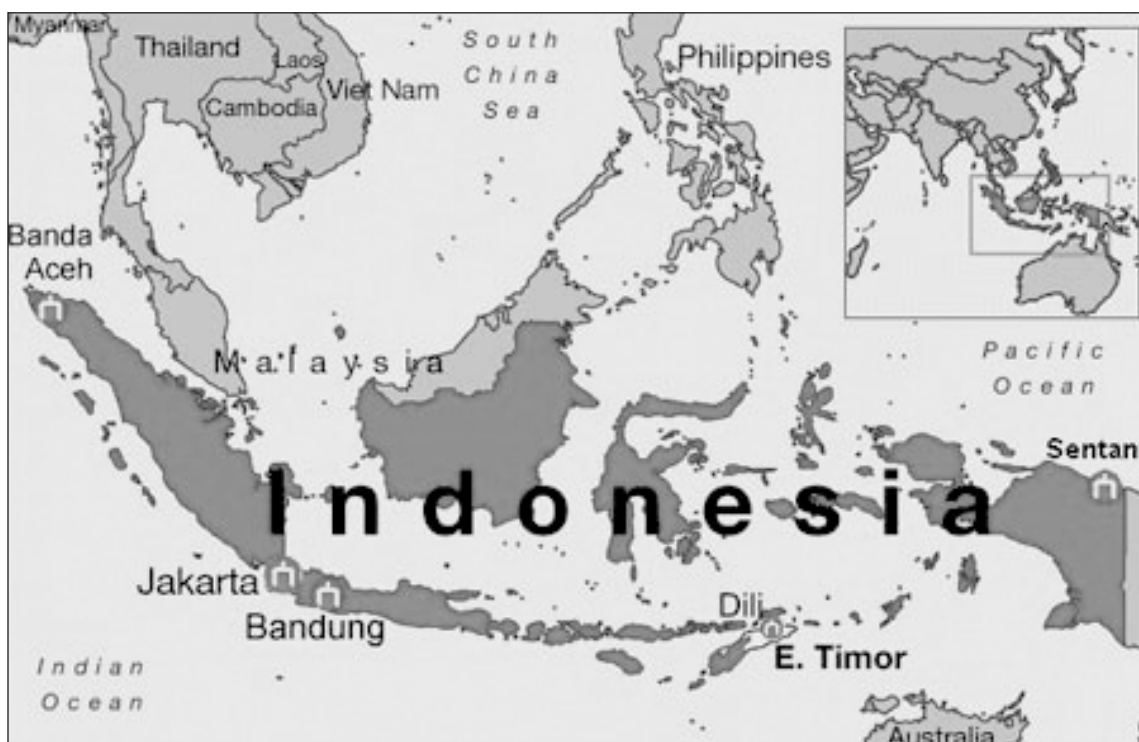 Myanmar
Thailand
Laos
Cambodia
Viet Nam
South
China
Sea
Philippines
Banda
Aceh
Malaysia
Pacific
Ocean
Sentan
Indonesia
Jakarta
Bandung
Dili
E. Timor
Indian
Ocean
Australia